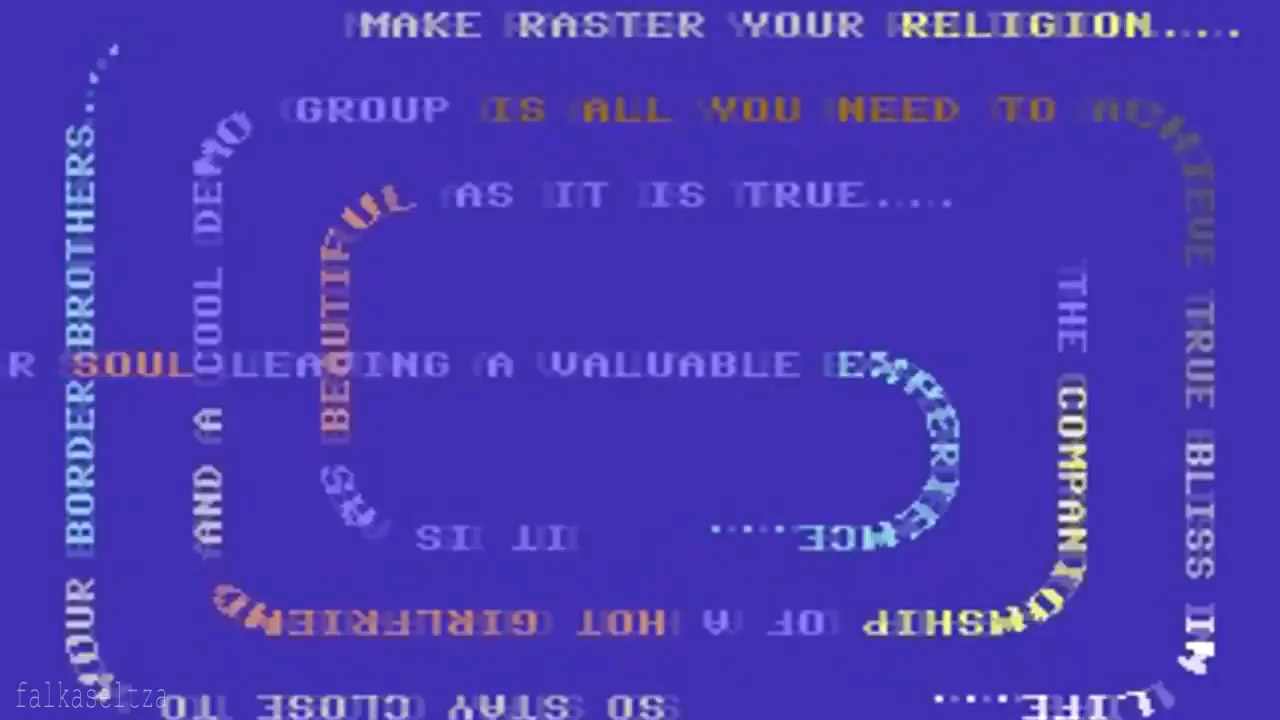 R SOUL LEAVING A VALUABLE EXPERIENCE.....
IT IS AS BEAUTIFUL AS IT IS TRUE....
THE COMPANIONSHIP OF A HOT GIRLFRIEND AND A COOL DEMO GROUP IS ALL YOU NEED TO ACHIEVE TRUE BLISS IN LIFE.....
SO STAY CLOSE TO YOUR BORDER BROTHERS.....
MAKE RASTER YOUR RELIGION....
falkaseltza